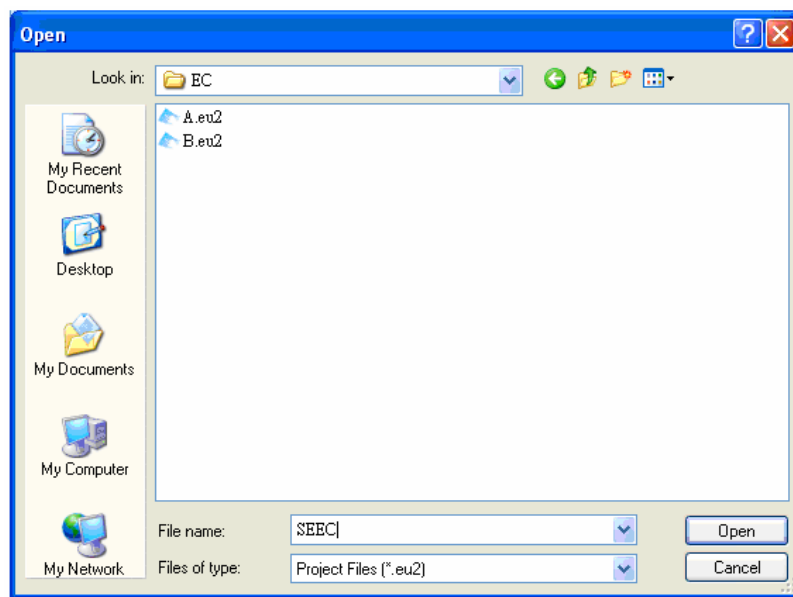 Open
Look in: EC
A.eu2
B.eu2
My Recent
Documents
Desktop
My Documents
My Computer
My Network
File name: SEEC Open
Files of type: Project Files (*.eu2) Cancel